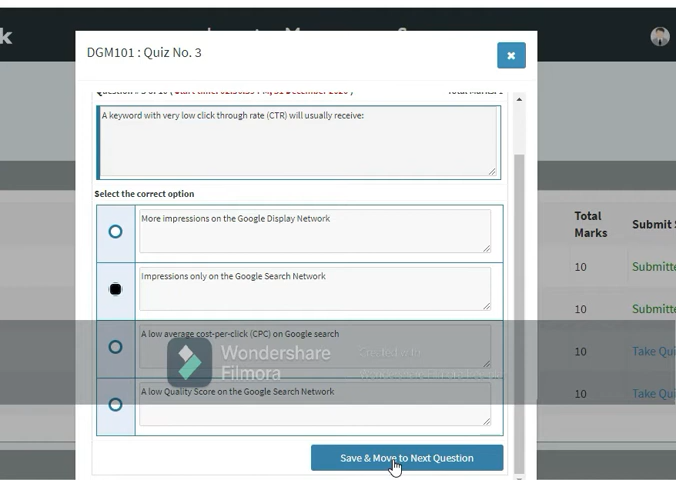 k
DGM101 : Quiz No. 3
A keyword with very low click through rate (CTR) will usually receive:
Select the correct option
More impressions on the Google Display Network
Impressions only on the Google Search Network
A low average cost-per-click (CPC) on Google search
A low Quality Score on the Google Search Network
Save & Move to Next Question
Wondershare
Filmora
Total
Marks
Submit
10
Submitte
10
Submitte
10
Take Qui
10
Take Qui